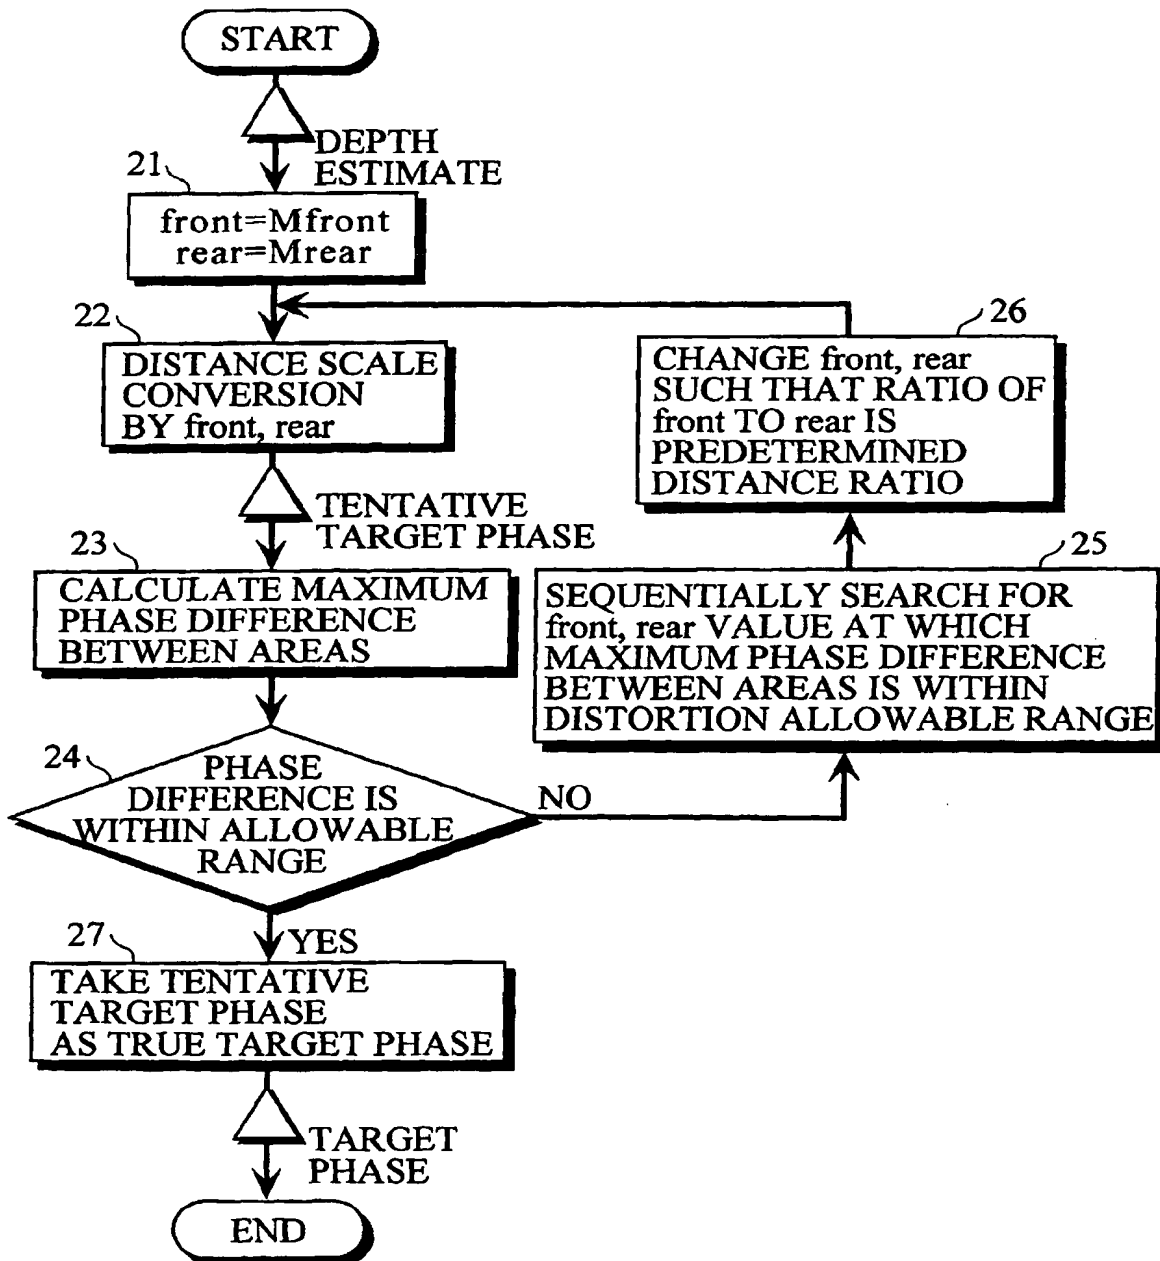 START
DEPTH
ESTIMATE
21
front=Mfront
rear=Mrear
22
DISTANCE SCALE
CONVERSION
BY front, rear
TENTATIVE
TARGET PHASE
23
CALCULATE MAXIMUM
PHASE DIFFERENCE
BETWEEN AREAS
24
PHASE
DIFFERENCE IS
WITHIN ALLOWABLE
RANGE
NO
25
SEQUENTIALLY SEARCH FOR
front, rear VALUE AT WHICH
MAXIMUM PHASE DIFFERENCE
BETWEEN AREAS IS WITHIN
DISTORTION ALLOWABLE RANGE
26
CHANGE front, rear
SUCH THAT RATIO OF
front TO rear IS
PREDETERMINED
DISTANCE RATIO
YES
27
TAKE TENTATIVE
TARGET PHASE
AS TRUE TARGET PHASE
TARGET
PHASE
END